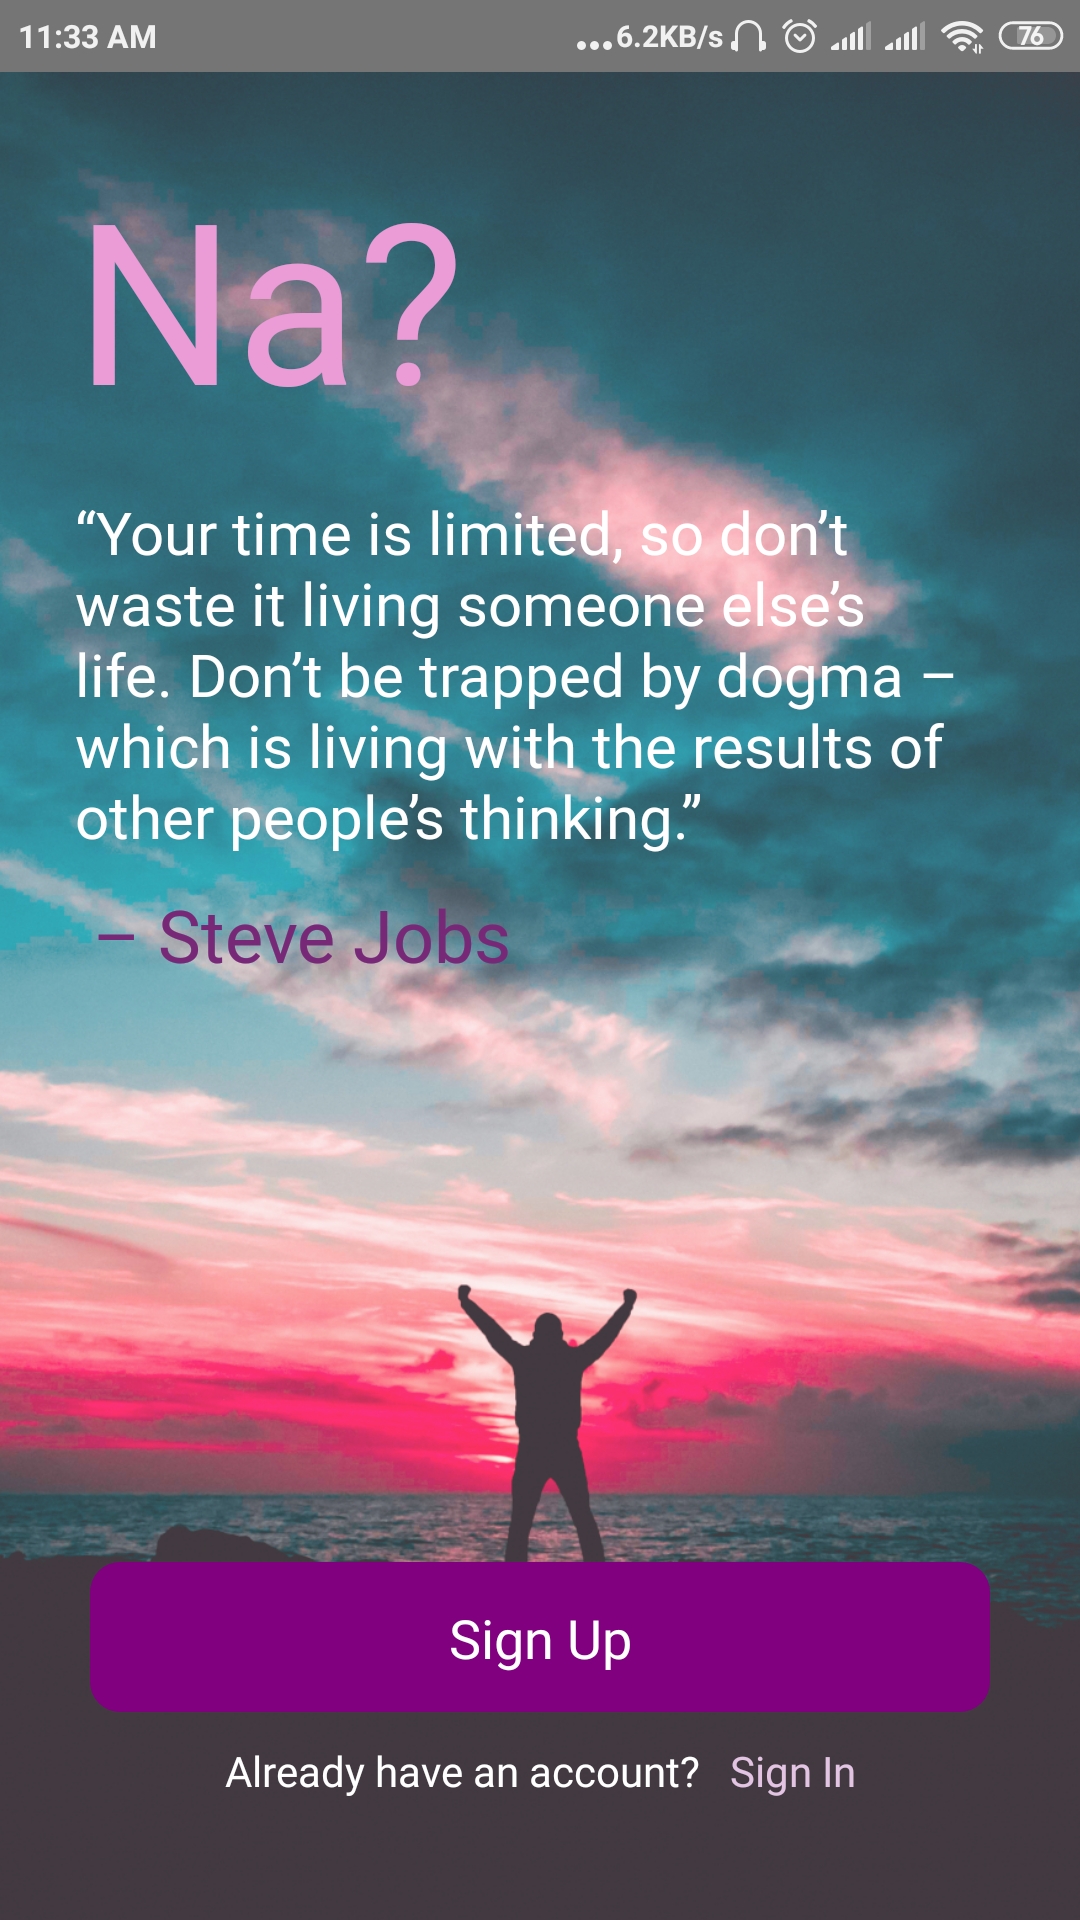 11:33 AM
...6.2KB/s
76
Na?
“Your time is limited, so don’t
waste it living someone else’s
life. Don’t be trapped by dogma –
which is living with the results of
other people’s thinking.”
– Steve Jobs
Sign Up
Already have an account? Sign In